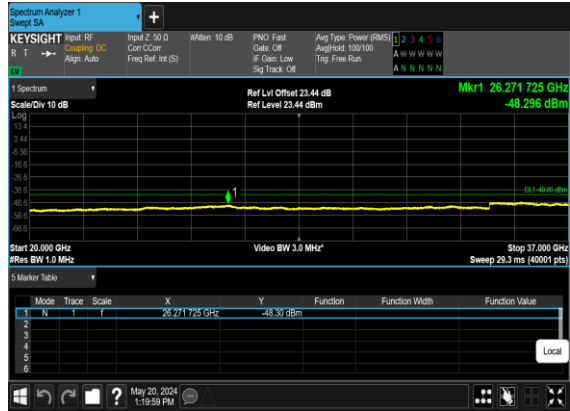 Spectrum Analyzer 1
Swept SA
+
KEYSIGHT Input: RF Input Z: 50 Ω #Atten: 10 dB PNO: Fast Avg Type: Power (RMS) 1 2 3 4 5 6
R T Coupling: DC Corr CCorr Gate: Off Avg|Hold: 100/100 A W W W W W
Align: Auto Freq Ref: Int (S) IF Gain: Low Trig: Free Run
Sig Track: Off A N N N N N
1 Spectrum
Ref Lvl Offset 23.44 dB Mkr1 26.271 725 GHz
Scale/Div 10 dB Ref Level 23.44 dBm -48.296 dBm
Log
13.4
3.44
-6.56
-16.6
-26.6
-36.6
DL1 -40.00 dBm
-46.6
-56.6
-66.6
1
Start 20.000 GHz Video BW 3.0 MHz* Stop 37.000 GHz
#Res BW 1.0 MHz Sweep 29.3 ms (40001 pts)
5 Marker Table
Mode Trace Scale X Y Function Function Width Function Value
1 N 1 f 26.271 725 GHz -48.30 dBm
2
3
4
5
6
Local
?
May 20, 2024
1:19:59 PM